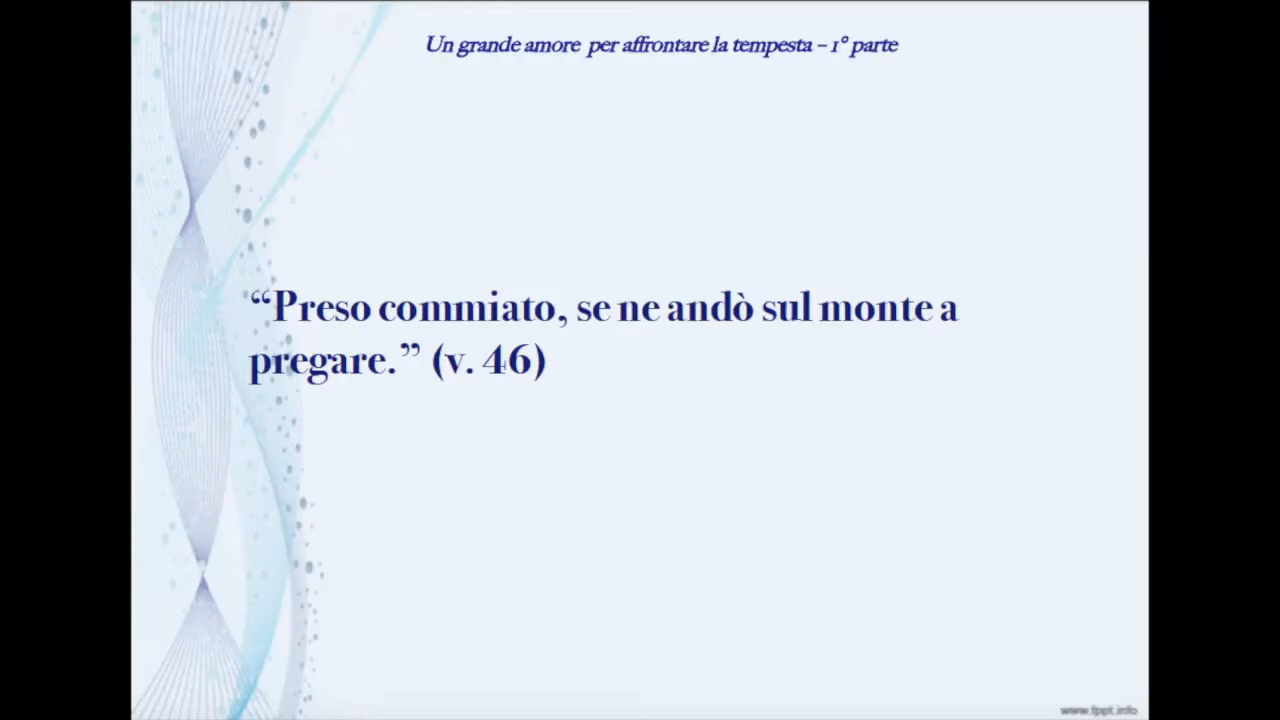 Un grande amore per affrontare la tempesta – 1° parte
“Preso commiato, se ne andò sul monte a
pregare.” (v. 46)
www.fppt.info